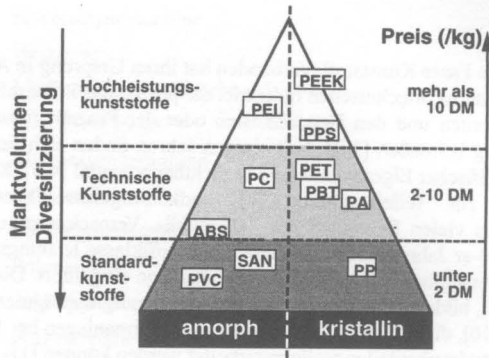 Marktvolumen
Diversifizierung
Preis (/kg)
Hochleistungs-
kunststoffe
PEEK
PEI
PPS
mehr als
10 DM
Technische
Kunststoffe
PC
PET
PBT
PA
2-10 DM
ABS
Standard-
kunst-
stoffe
SAN
PVC
PP
unter
2 DM
amorph
kristallin